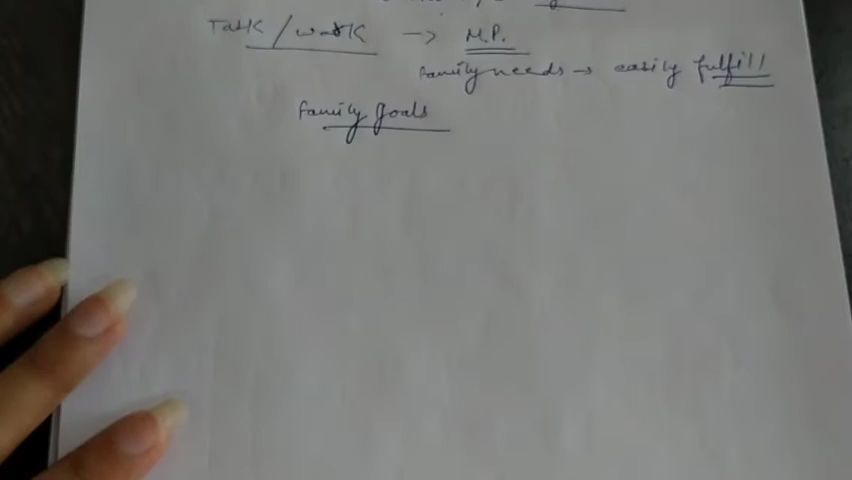 Task / work → M.P.
Family needs → easily fulfill
Family goals